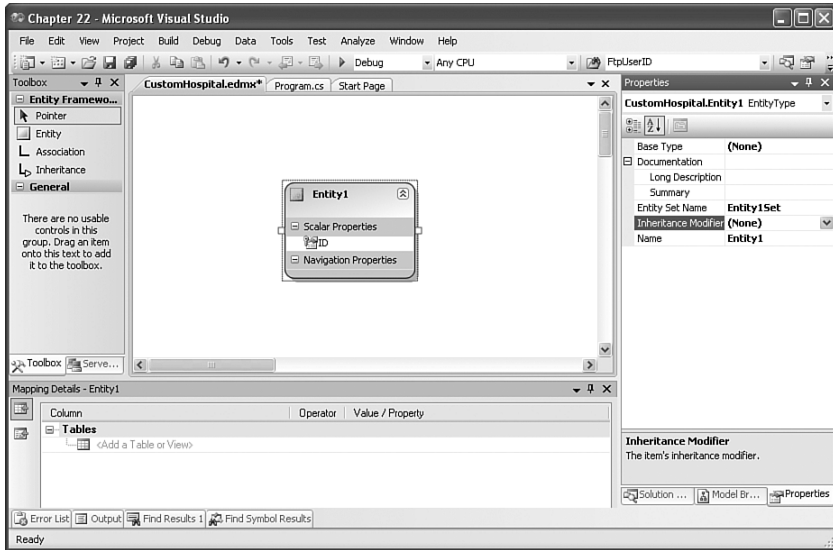 Chapter 22 - Microsoft Visual Studio
File Edit View Project Build Debug Data Tools Test Analyze Window Help
Debug Any CPU FtpUserID
Toolbox
Entity Framewo...
Pointer
Entity
Association
Inheritance
General
There are no usable
controls in this
group. Drag an item
onto this text to add
it to the toolbox.
Toolbox Serve...
CustomHospital.edmx* Program.cs Start Page
Entity1
Scalar Properties
ID
Navigation Properties
Properties
CustomHospital.Entity1 EntityType
Base Type (None)
Documentation
Long Description
Summary
Entity Set Name Entity1Set
Inheritance Modifier (None)
Name Entity1
Inheritance Modifier
The item's inheritance modifier.
Solution ... Model Br... Properties
Mapping Details - Entity1
Column Operator Value / Property
Tables
<Add a Table or View>
Error List Output Find Results 1 Find Symbol Results
Ready